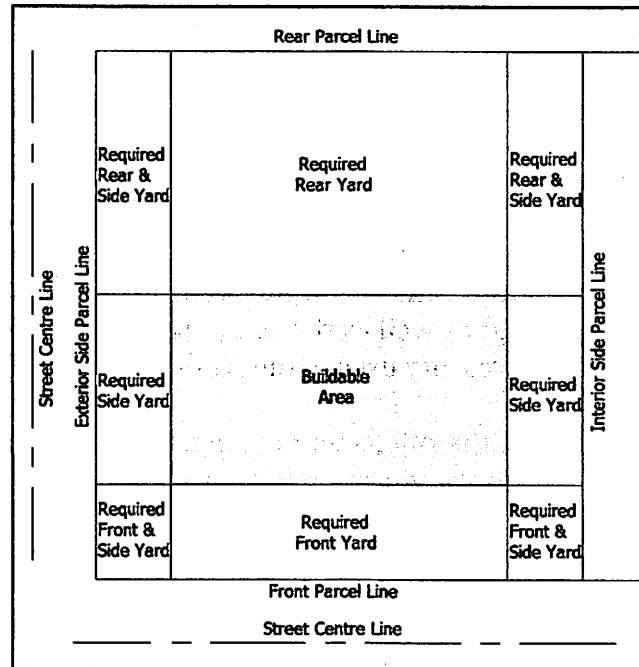 Rear Parcel Line
Required
Rear &
Side Yard
Required
Rear Yard
Required
Rear &
Side Yard
Street Centre Line
Exterior Side Parcel Line
Required
Side Yard
Buildable
Area
Required
Side Yard
Interior Side Parcel Line
Required
Front &
Side Yard
Required
Front Yard
Required
Front &
Side Yard
Front Parcel Line
Street Centre Line